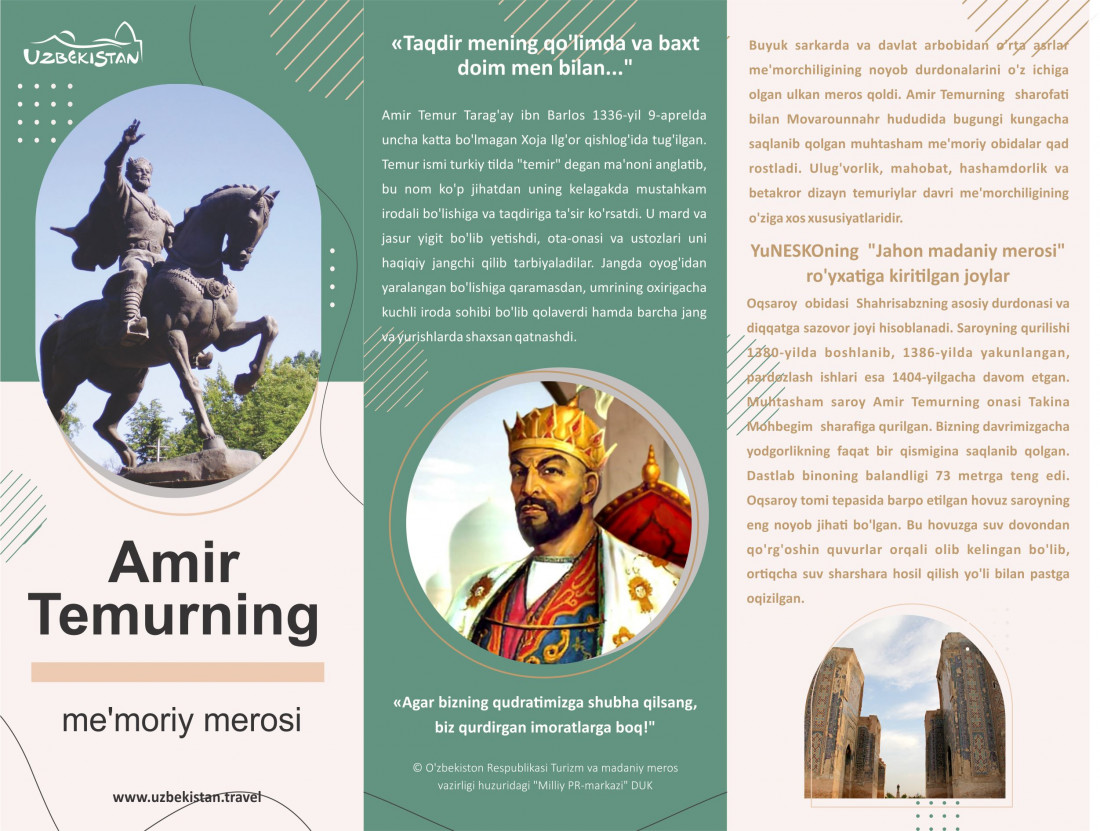 UZBEKISTAN
Amir
Temurning
me'moriy merosi
www.uzbekistan.travel
«Taqdir mening qo'limda va baxt
doim men bilan..."
Amir Temur Tarag'ay ibn Barlos 1336-yil 9-aprelda
uncha katta bo'lmagan Xoja Ilg'or qishlog'ida tug'ilgan.
Temur ismi turkiy tilda "temir" degan ma'noni anglatib,
bu nom ko'p jihatdan uning kelagakda mustahkam
irodali bo'lishiga va taqdiriga ta'sir ko'rsatdi. U mard va
jasur yigit bo'lib yetishdi, ota-onasi va ustozlari uni
haqiqiy jangchi qilib tarbiyaladilar. Jangda oyog'idan
yaralangan bo'lishiga qaramasdan, umrining oxirigacha
kuchli iroda sohibi bo'lib qolaverdi hamda barcha jang
va yurishlarda shaxsan qatnashdi.
«Agar bizning qudratimizga shubha qilsang,
biz qurdirgan imoratlarga boq!"
© O'zbekiston Respublikasi Turizm va madaniy meros
vazirligi huzuridagi "Milliy PR-markazi" DUK
Buyuk sarkarda va davlat arbobidan o'rta asrlar
me'morchiligining noyob durdonalarini o'z ichiga
olgan ulkan meros qoldi. Amir Temurning sharofati
bilan Movarounnahr hududida bugungi kungacha
saqlanib qolgan muhtasham me'moriy obidalar qad
rostladi. Ulug'vorlik, mahobat, hashamdorlik va
betakror dizayn temuriylar davri me'morchiligining
o'ziga xos xususiyatlaridir.
YuNESKOning "Jahon madaniy merosi"
ro'yxatiga kiritilgan joylar
Oqsaroy obidasi Shahrisabzning asosiy durdonasi va
diqqatga sazovor joyi hisoblanadi. Saroyning qurilishi
1380-yilda boshlanib, 1386-yilda yakunlangan,
pardozlash ishlari esa 1404-yilgacha davom etgan.
Muhtasham saroy Amir Temurning onasi Takina
Mohbegim sharafiga qurilgan. Bizning davrimizgacha
yodgorlikning faqat bir qismigina saqlanib qolgan.
Dastlab binoning balandligi 73 metrga teng edi.
Oqsaroy tomi tepasida barpo etilgan hovuz saroyning
eng noyob jihati bo'lgan. Bu hovuzga suv dovondan
qo'rg'oshin quvurlar orqali olib kelingan bo'lib,
ortiqcha suv sharshara hosil qilish yo'li bilan pastga
oqizilgan.